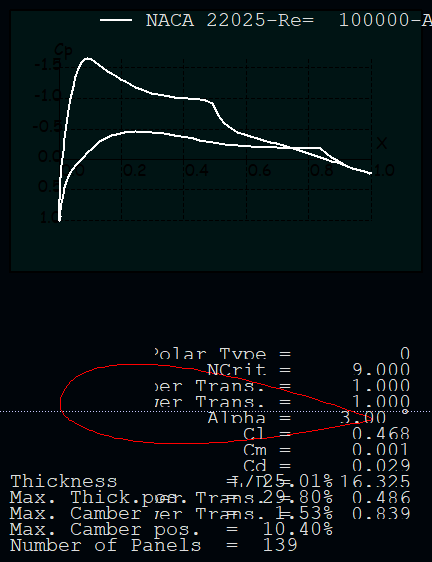 NACA 22025-Re= 100000-A
Cp
-1.5
-1.0
-0.5
0.0
0.5
1.0
X
0.2 0.4 0.6 0.8 1.0
Polar Type = 0
NCrit = 9.000
per Trans. = 1.000
wer Trans. = 1.000
Alpha = 3.00 °
Cl = 0.468
Cm = 0.001
Cd = 0.029
L/D = 16.325
Trans. = 0.486
er Trans. = 0.839
Thickness = 25.01%
Max. Thick.pos. = 29.80%
Max. Camber = 1.53%
Max. Camber pos. = 10.40%
Number of Panels = 139